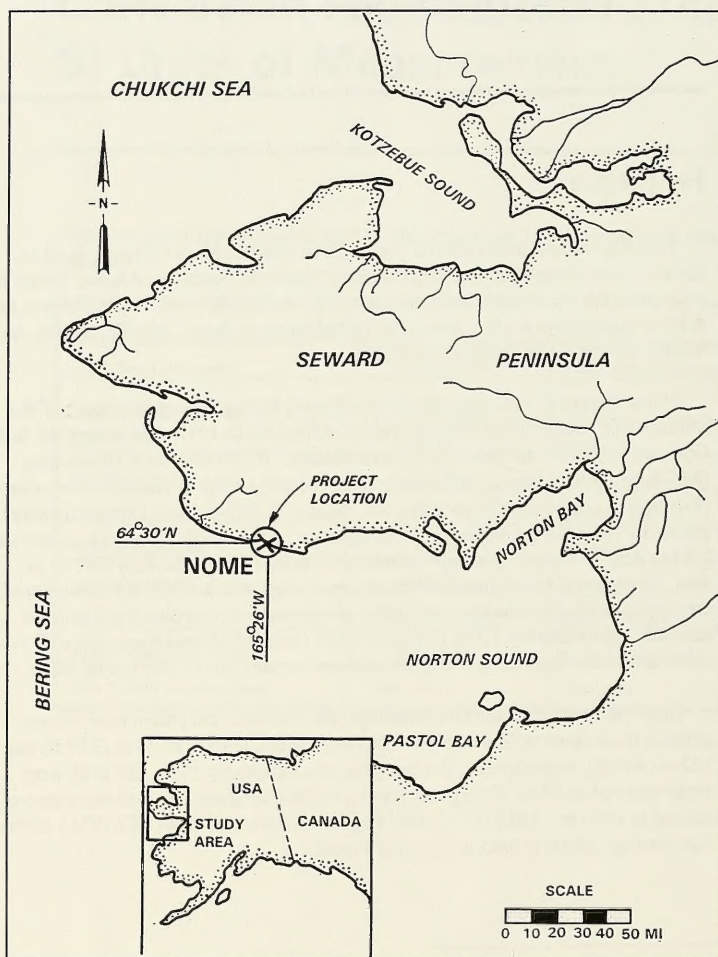 CHUKCHI SEA
KOTZEBUE SOUND
N
SEWARD PENINSULA
PROJECT
LOCATION
64°30'N
NOME
165°26'W
NORTON BAY
BERING SEA
NORTON SOUND
PASTOL BAY
USA
CANADA
STUDY
AREA
SCALE
0 10 20 30 40 50 MI